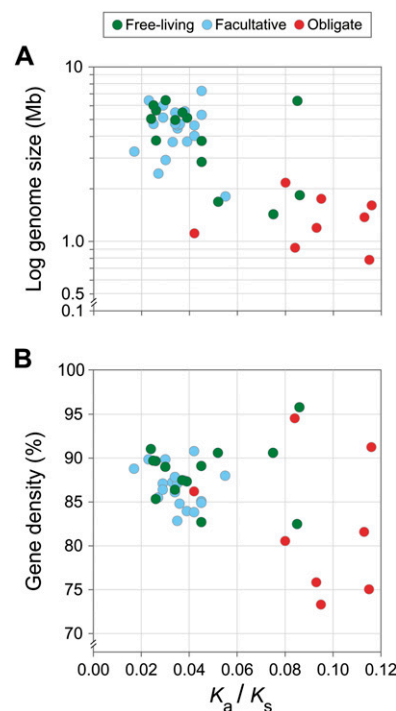 Free-living Facultative Obligate
A
Log genome size (Mb)
10
1.0
0.5
0.1
B
Gene density (%)
100
95
90
85
80
75
70
0.00 0.02 0.04 0.06 0.08 0.10 0.12
Ka / Ks